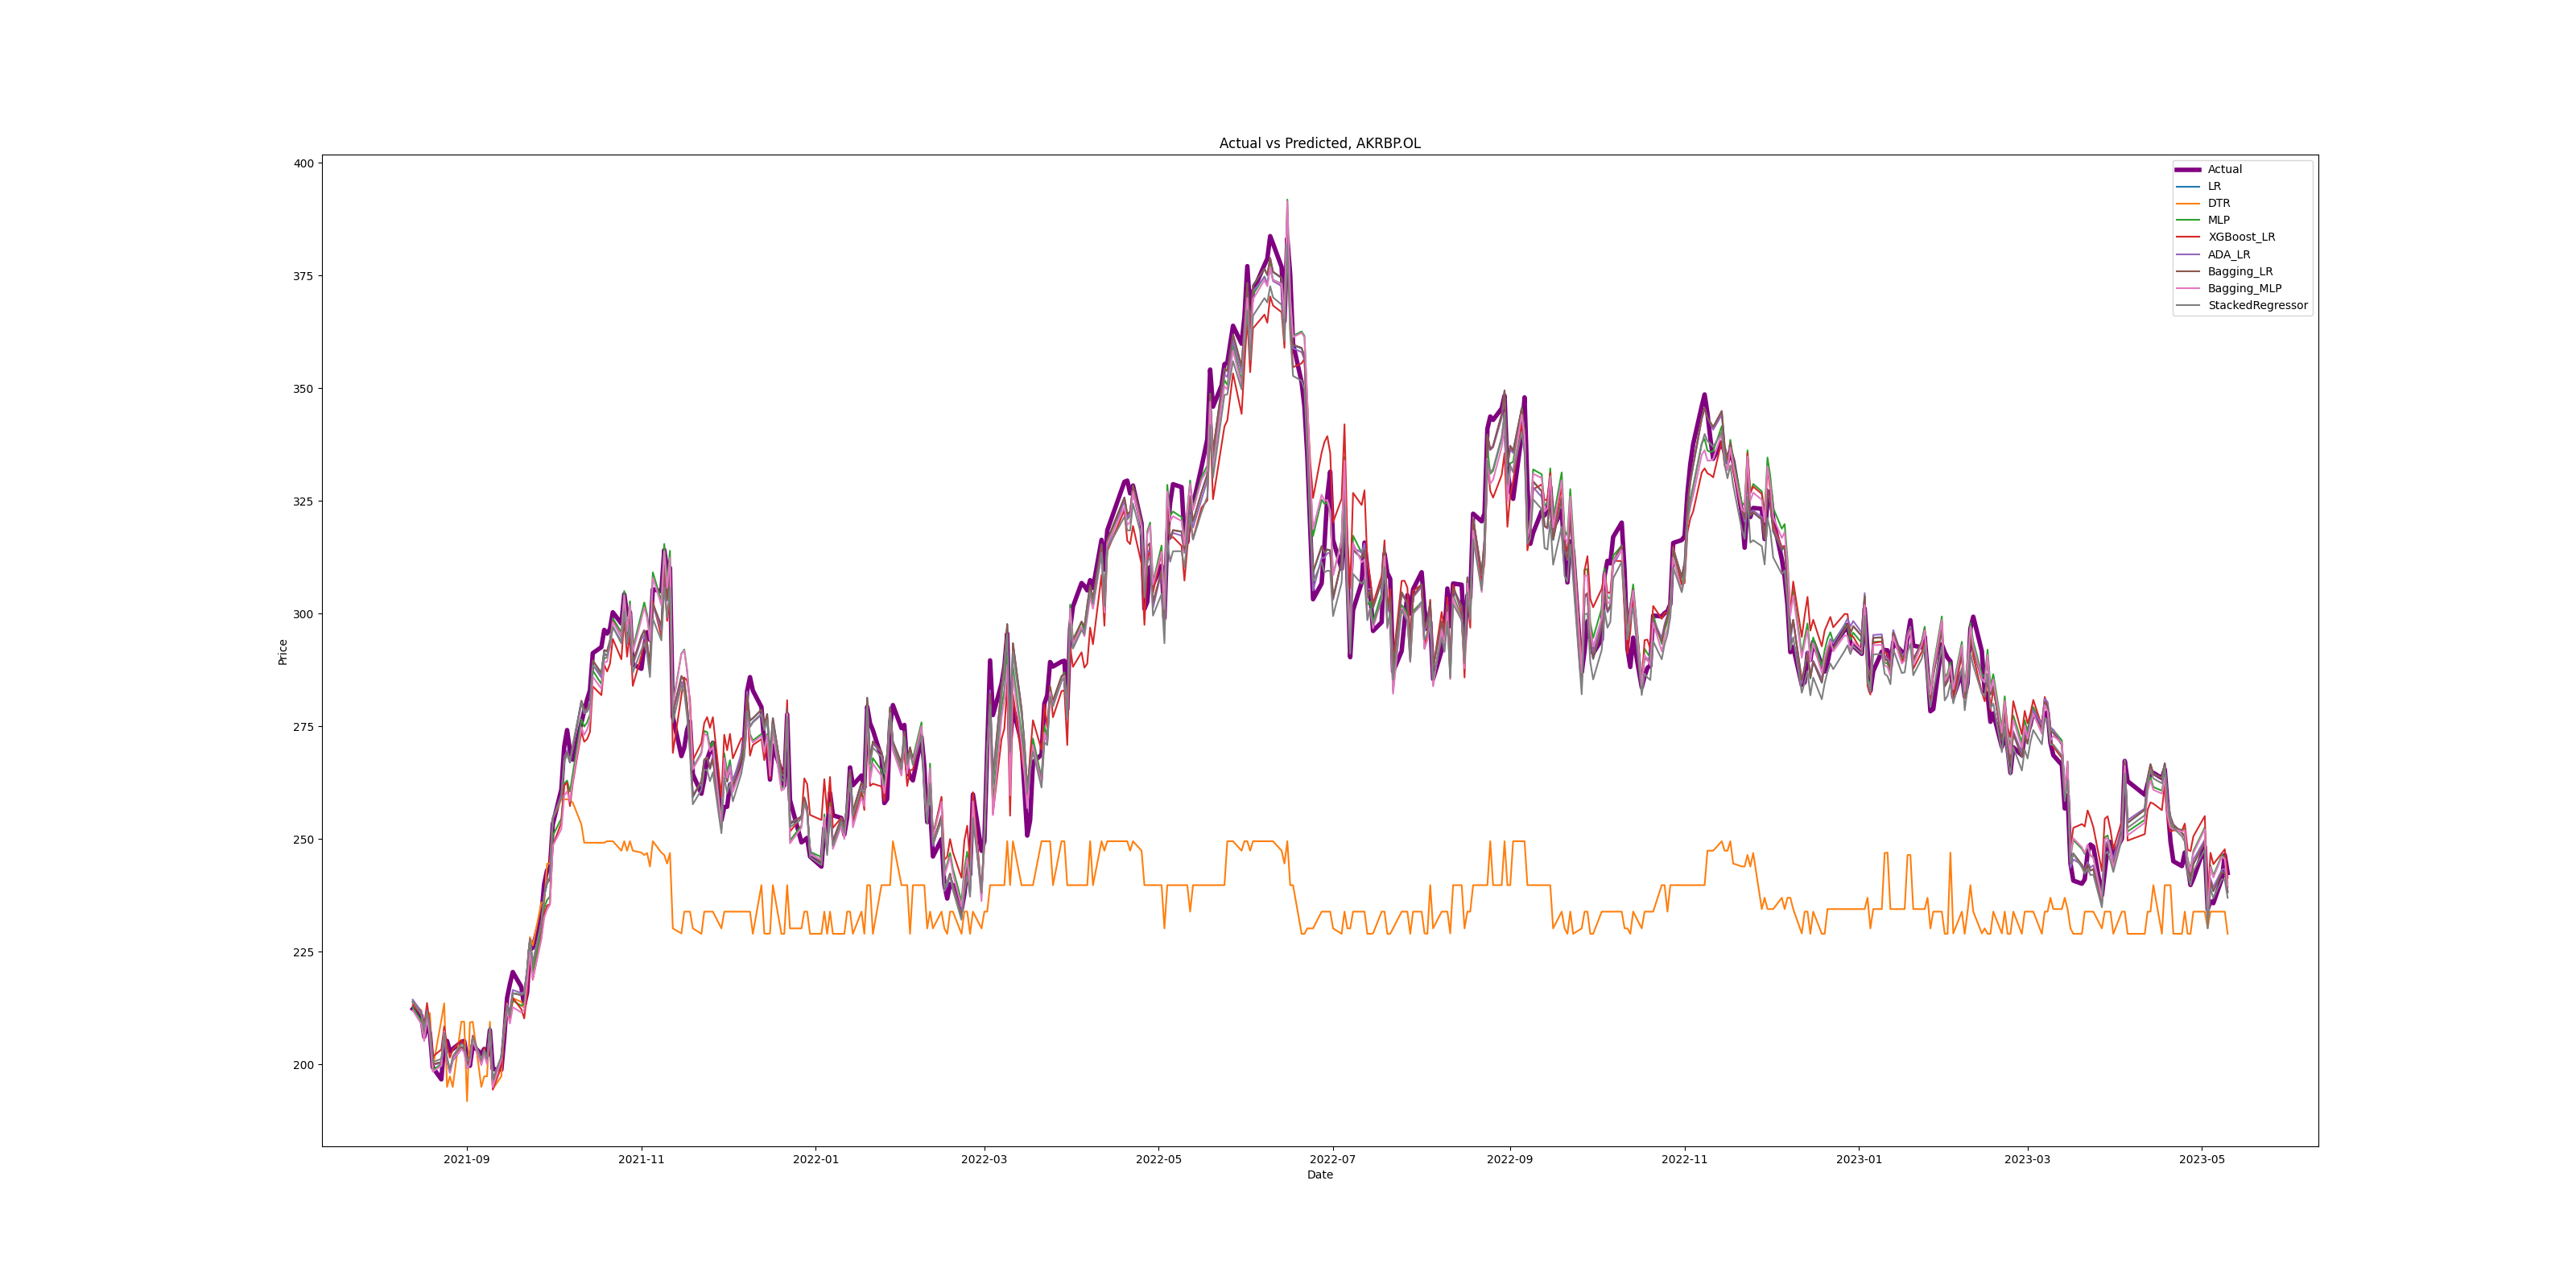 Actual vs Predicted, AKRBP.OL
400
375
350
325
300
275
250
225
200
Price
2021-09 2021-11 2022-01 2022-03 2022-05 2022-07 2022-09 2022-11 2023-01 2023-03 2023-05
Date
Actual
LR
DTR
MLP
XGBoost_LR
ADA_LR
Bagging_LR
Bagging_MLP
StackedRegressor